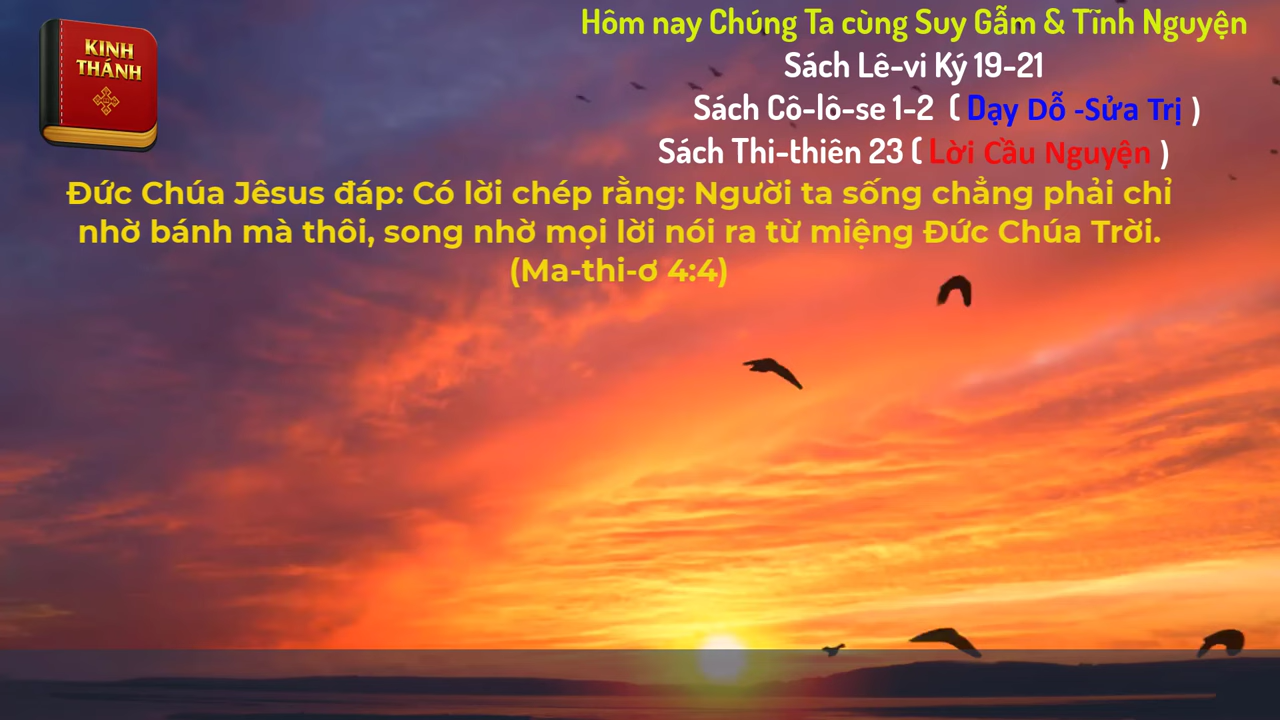 KINH
THÁNH
Hôm nay Chúng Ta cùng Suy Gẫm & Tĩnh Nguyện
Sách Lê-vi Ký 19-21
Sách Cô-lô-se 1-2 ( Dạy Dỗ -Sửa Trị )
Sách Thi-thiên 23 ( Lời Cầu Nguyện )
Đức Chúa Jêsus đáp: Có lời chép rằng: Người ta sống chẳng phải chỉ
nhờ bánh mà thôi, song nhờ mọi lời nói ra từ miệng Đức Chúa Trời.
(Ma-thi-ơ 4:4)